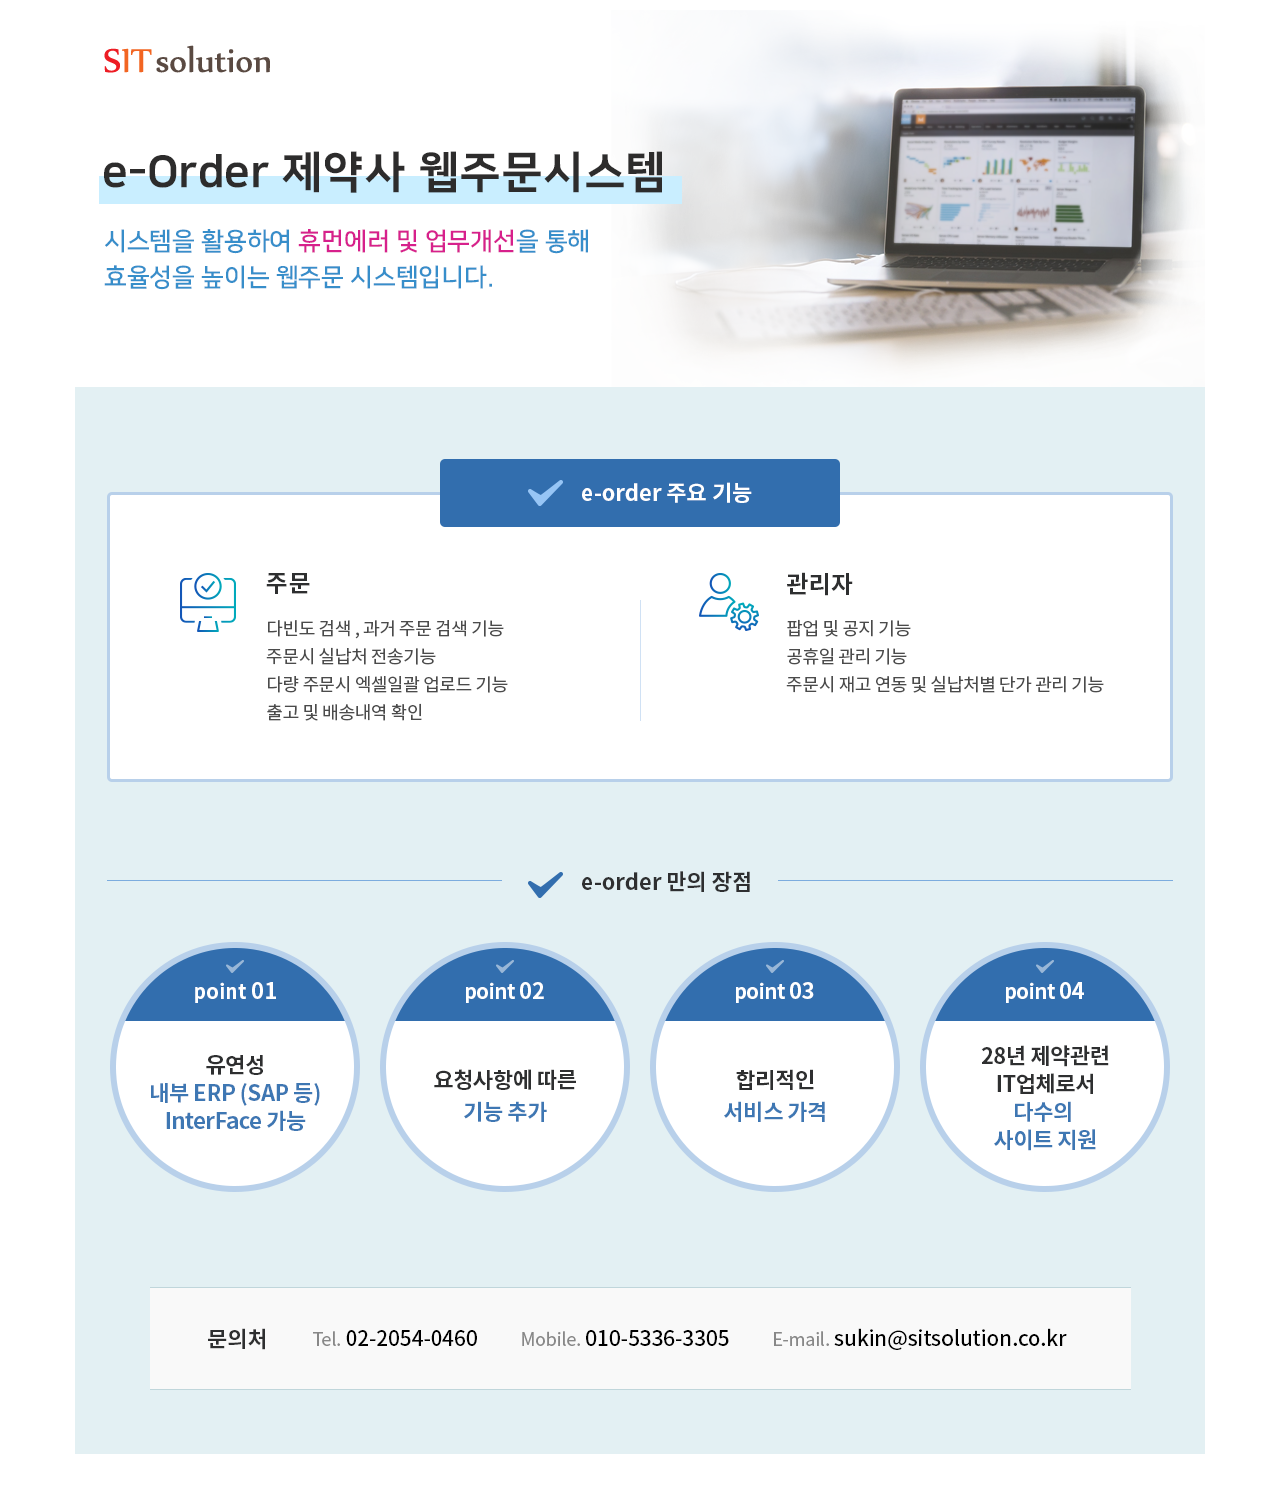 SIT solution
e-Order 제약사 웹주문시스템
시스템을 활용하여 휴먼에러 및 업무개선을 통해
효율성을 높이는 웹주문 시스템입니다.
e-order 주요 기능
주문
다빈도 검색 , 과거 주문 검색 기능
주문시 실납처 전송기능
다량 주문시 엑셀일괄 업로드 기능
출고 및 배송내역 확인
관리자
팝업 및 공지 기능
공휴일 관리 기능
주문시 재고 연동 및 실납처별 단가 관리 기능
e-order 만의 장점
point 01
유연성
내부 ERP (SAP 등)
InterFace 가능
point 02
요청사항에 따른
기능 추가
point 03
합리적인
서비스 가격
point 04
28년 제약관련
IT업체로서
다수의
사이트 지원
문의처 Tel. 02-2054-0460 Mobile. 010-5336-3305 E-mail. sukin@sitsolution.co.kr